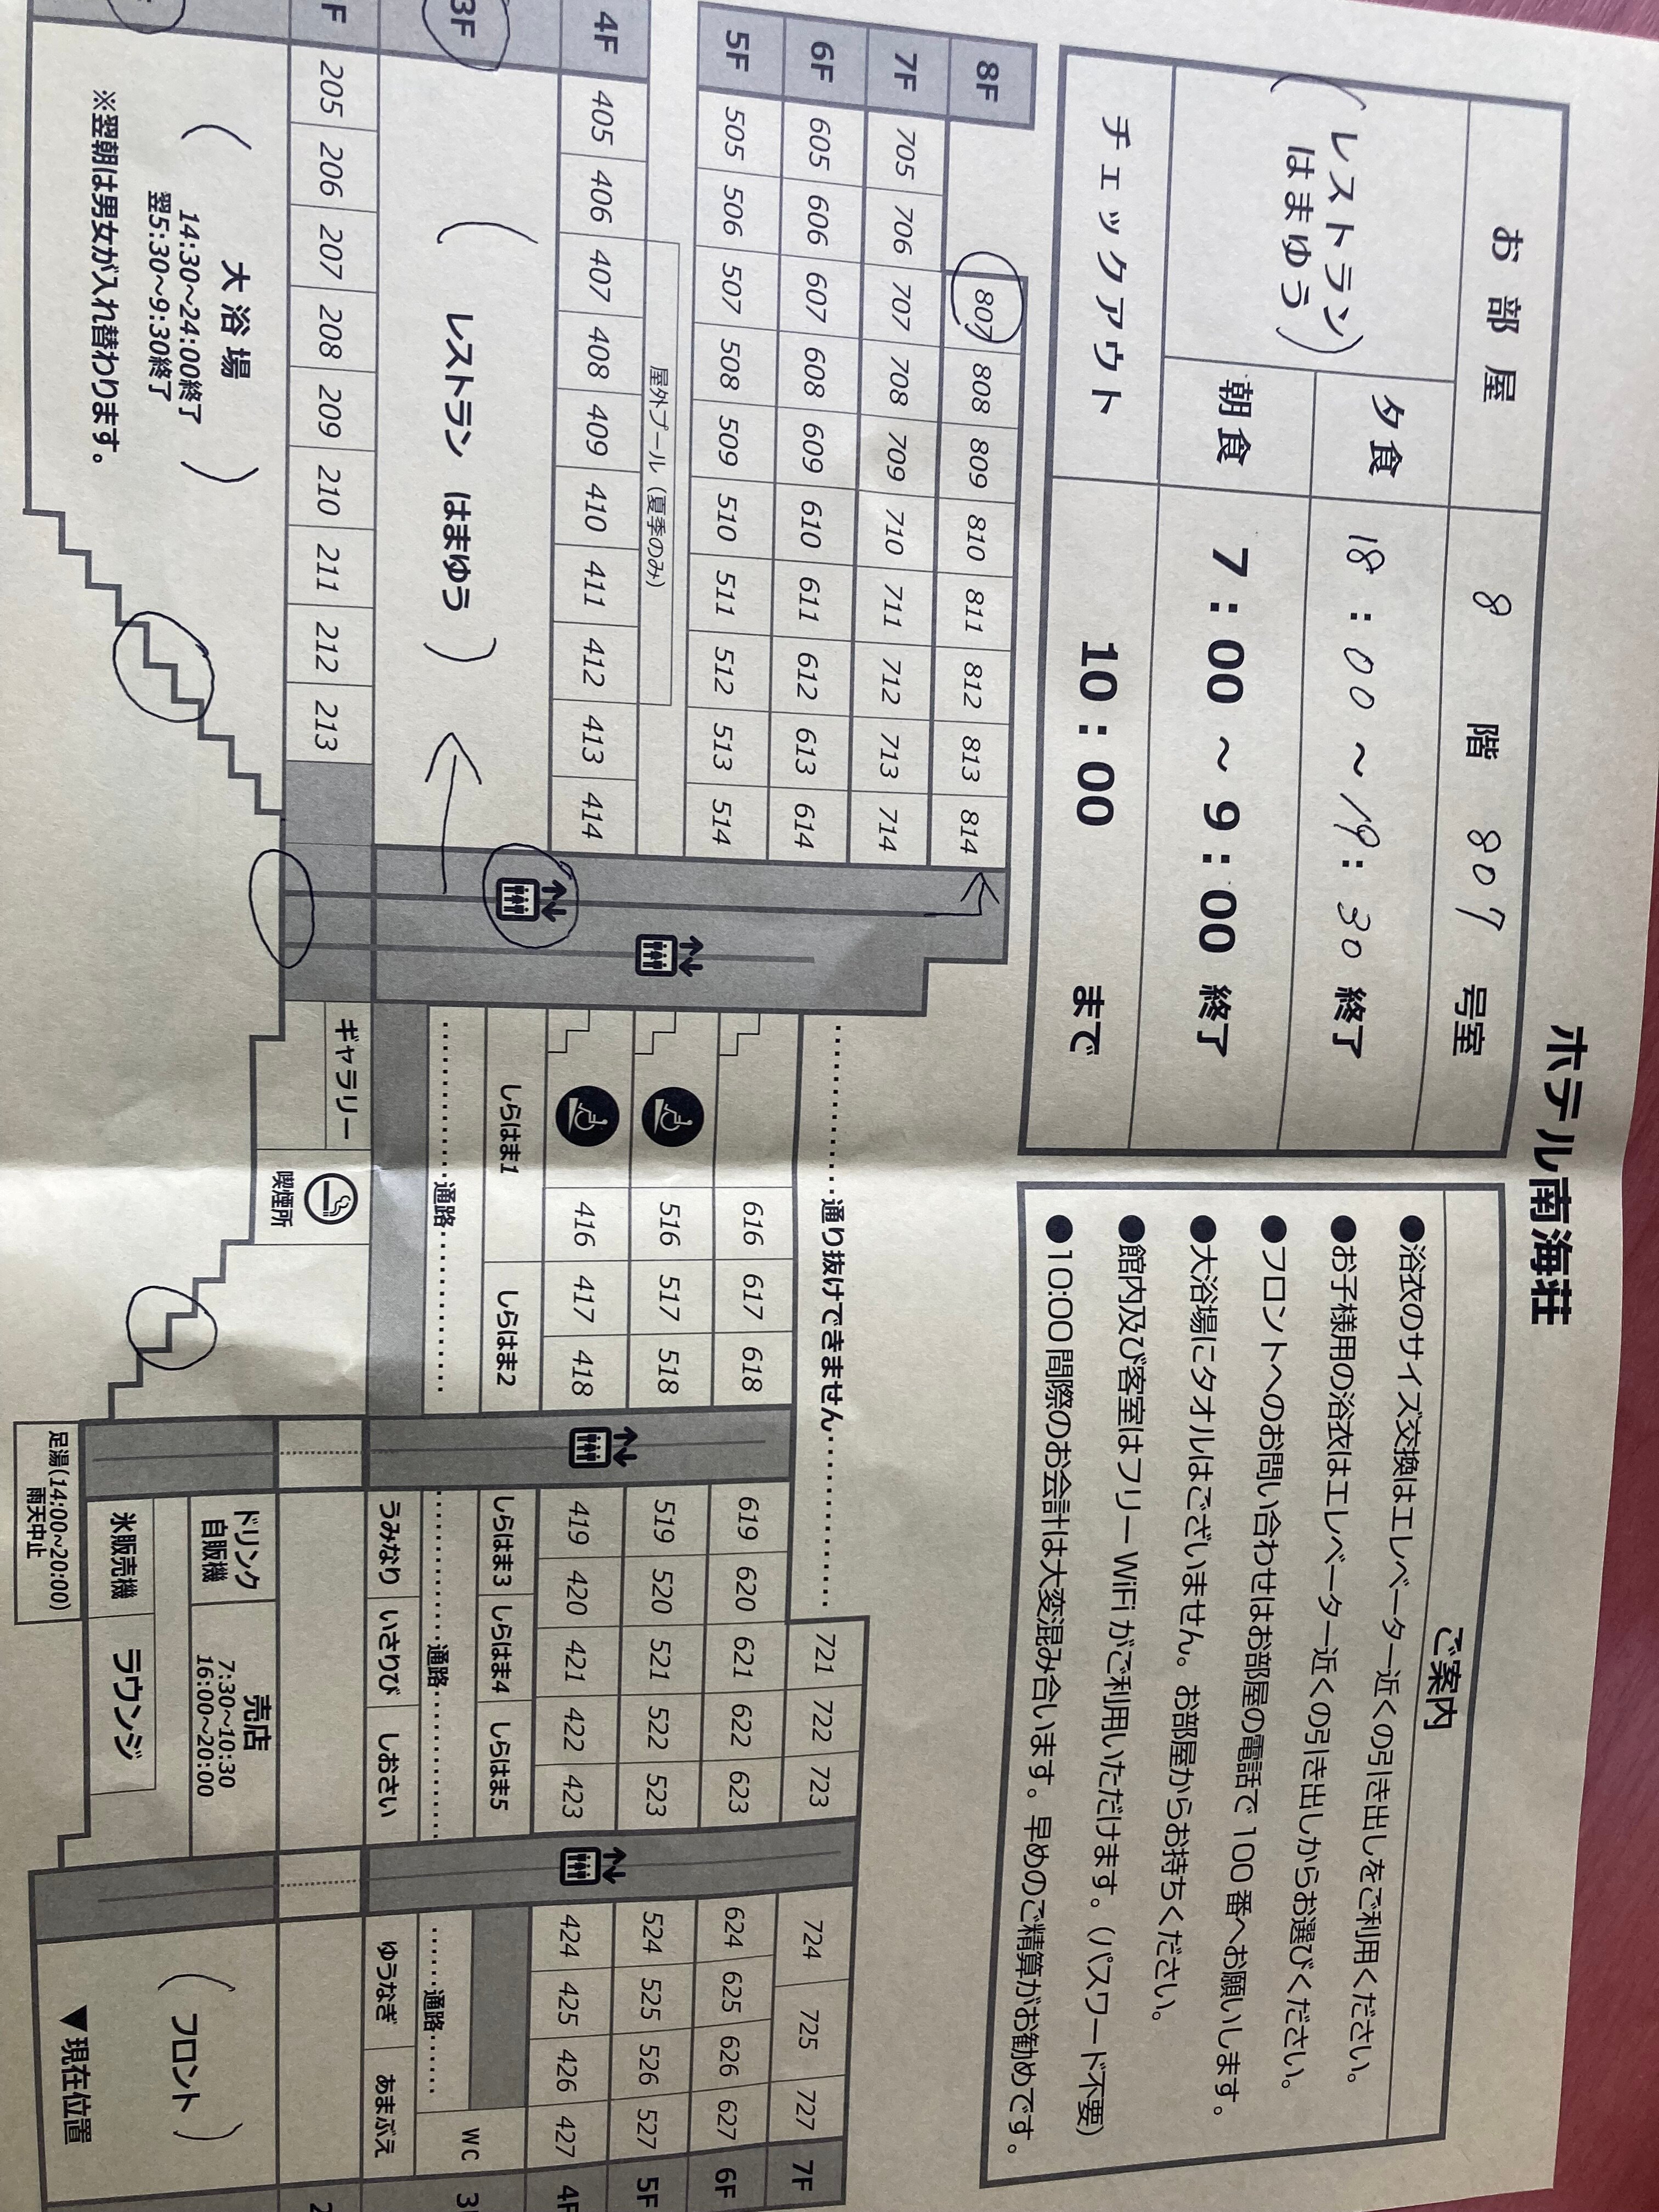 ホテル南海荘
お部屋 8 階 807 号室
(レストラン はまゆう) 夕食 18:00 ~ 19:30 終了
朝食 7:00 ~ 9:00 終了
チェックアウト 10:00 まで
ご案内
●浴衣のサイズ交換はエレベーター近くの引き出しをご利用ください。
●お子様用の浴衣はエレベーター近くの引き出しからお選びください。
●フロントへのお問い合わせはお部屋の電話で 100 番へお願いします。
●大浴場にタオルはございません。お部屋からお持ちください。
●館内及び客室はフリー WiFi がご利用いただけます。(パスワード不要)
●10:00 間際のお会計は大変混み合います。早めのご精算がお勧めです。
8F 807 808 809 810 811 812 813 814
7F 705 706 707 708 709 710 711 712 713 714
6F 605 606 607 608 609 610 611 612 613 614
5F 505 506 507 508 509 510 511 512 513 514
屋外プール(夏季のみ)
4F 405 406 407 408 409 410 411 412 413 414
3F レストラン はまゆう
F 205 206 207 208 209 210 211 212 213
大浴場
14:30~24:00終了
翌5:30~9:30終了
※翌朝は男女が入れ替わります。
通り抜けできません
721 722 723 724 725 727 7F
616 617 618 619 620 621 622 623 624 625 626 627 6F
516 517 518 519 520 521 522 523 524 525 526 527 5F
416 417 418 419 420 421 422 423 424 425 426 427 4F
しらはま1 しらはま2 しらはま3 しらはま4 しらはま5
通路 通路 通路 WC
うみなり いさりび しおさい ゆうなぎ あまぶえ
ギャラリー
喫煙所
ドリンク
自販機
売店
7:30~10:30
16:00~20:00
氷販売機 ラウンジ
足湯(14:00~20:00)
雨天中止
フロント
▼現在位置